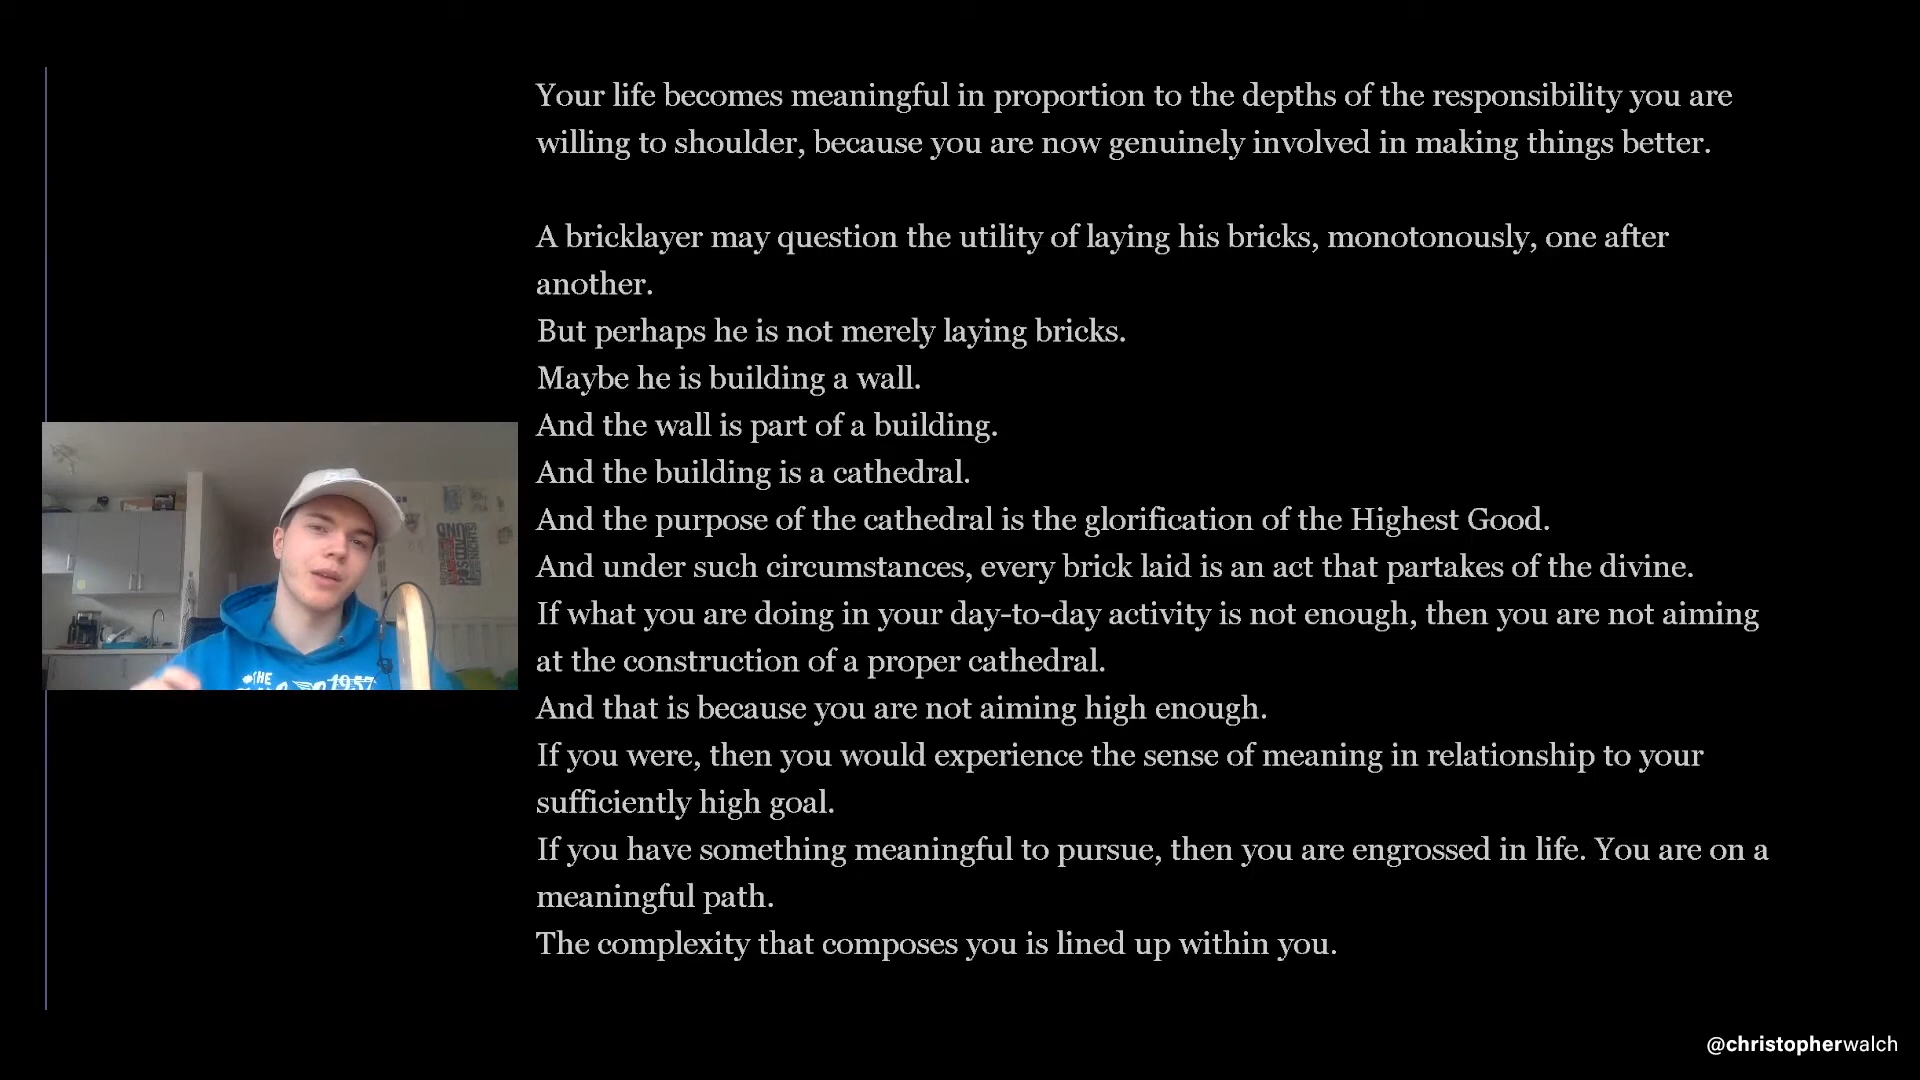 Your life becomes meaningful in proportion to the depths of the responsibility you are
willing to shoulder, because you are now genuinely involved in making things better.
A bricklayer may question the utility of laying his bricks, monotonously, one after
another.
But perhaps he is not merely laying bricks.
Maybe he is building a wall.
And the wall is part of a building.
And the building is a cathedral.
And the purpose of the cathedral is the glorification of the Highest Good.
And under such circumstances, every brick laid is an act that partakes of the divine.
If what you are doing in your day-to-day activity is not enough, then you are not aiming
at the construction of a proper cathedral.
And that is because you are not aiming high enough.
If you were, then you would experience the sense of meaning in relationship to your
sufficiently high goal.
If you have something meaningful to pursue, then you are engrossed in life. You are on a
meaningful path.
The complexity that composes you is lined up within you.
THE
1957
@christopherwalch